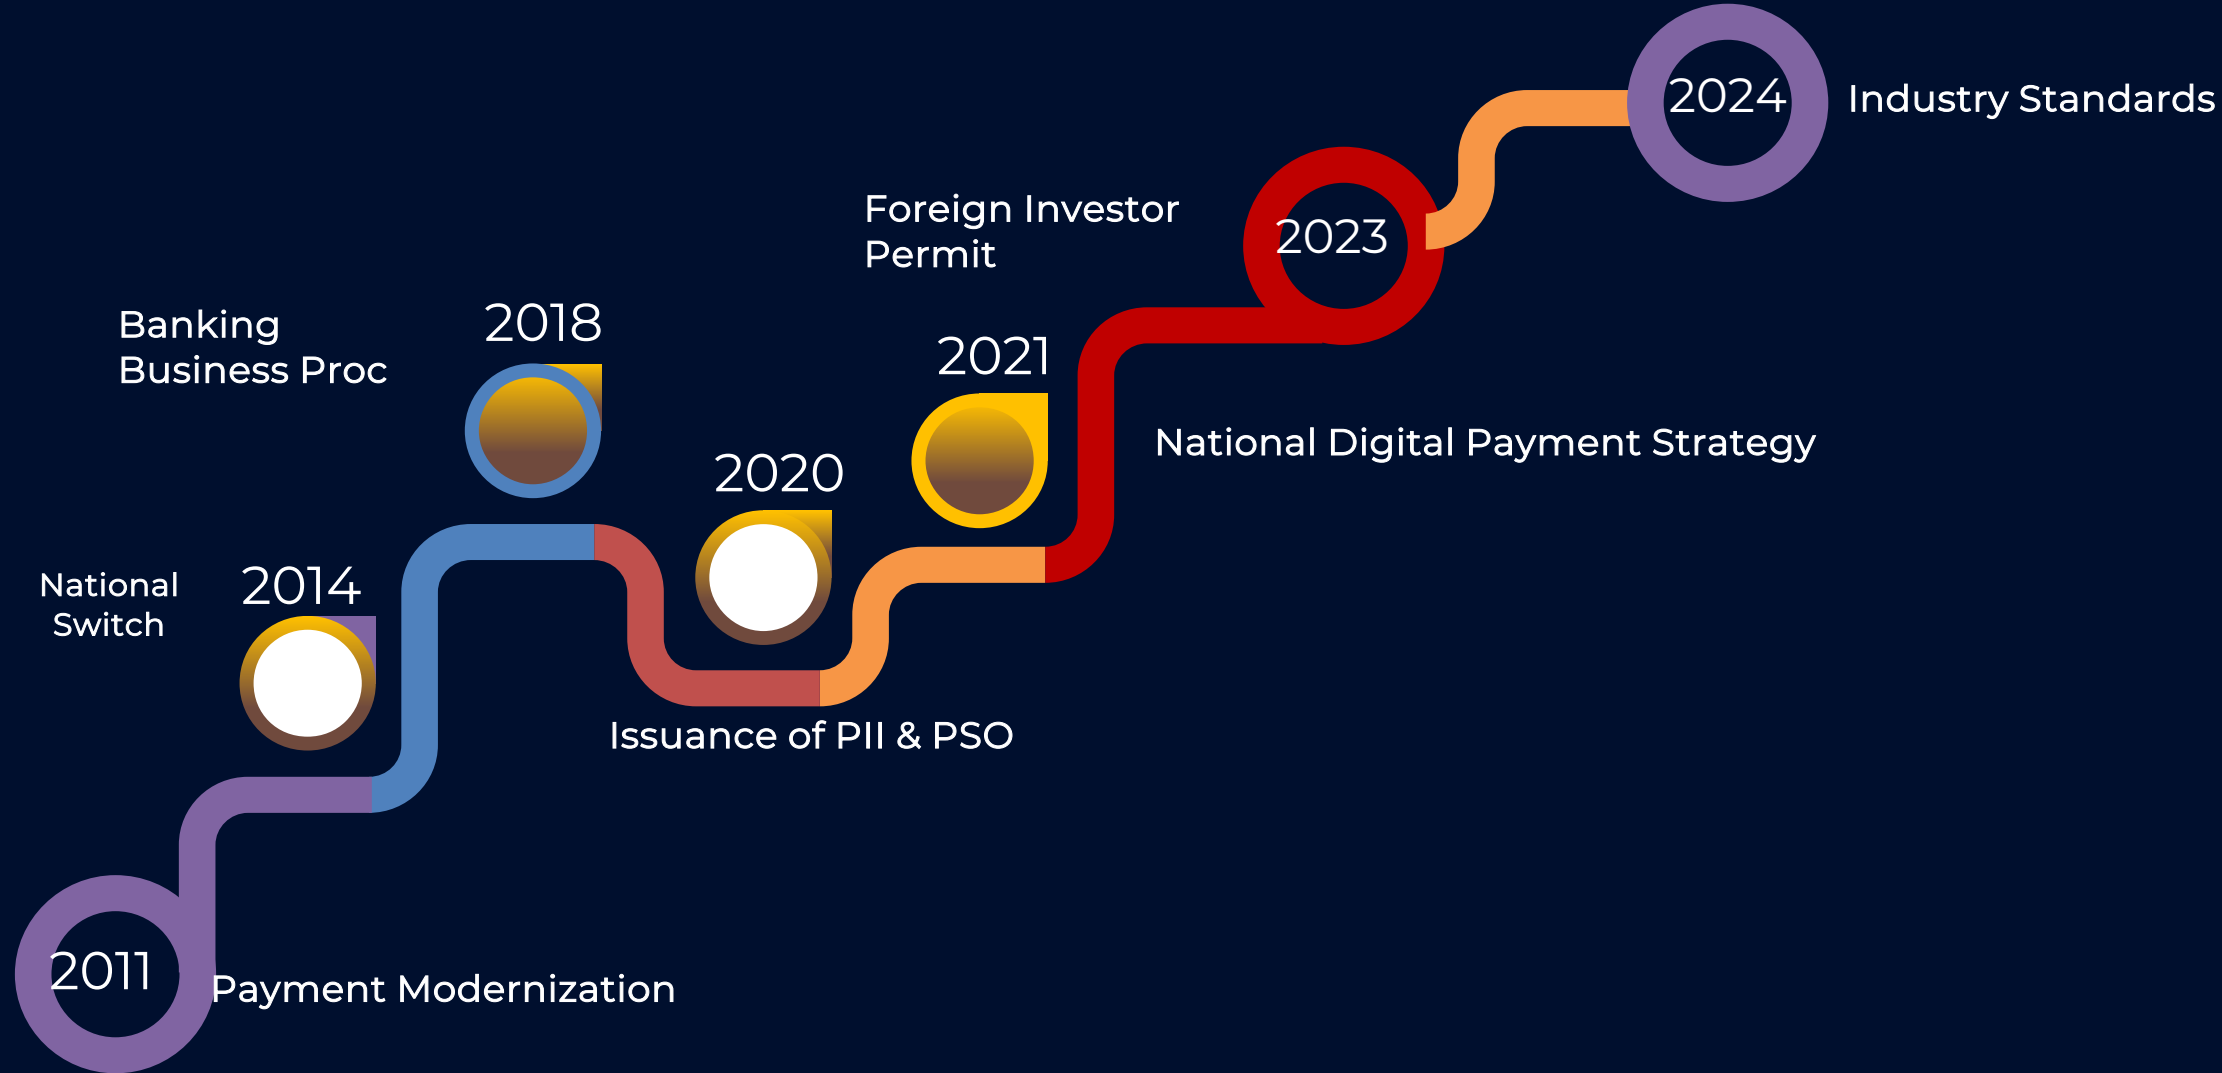 2024
Industry Standards
Foreign Investor
Permit
2023
Banking
Business Proc
2018
2021
National Digital Payment Strategy
2020
National
Switch
2014
Issuance of PII & PSO
2011
Payment Modernization